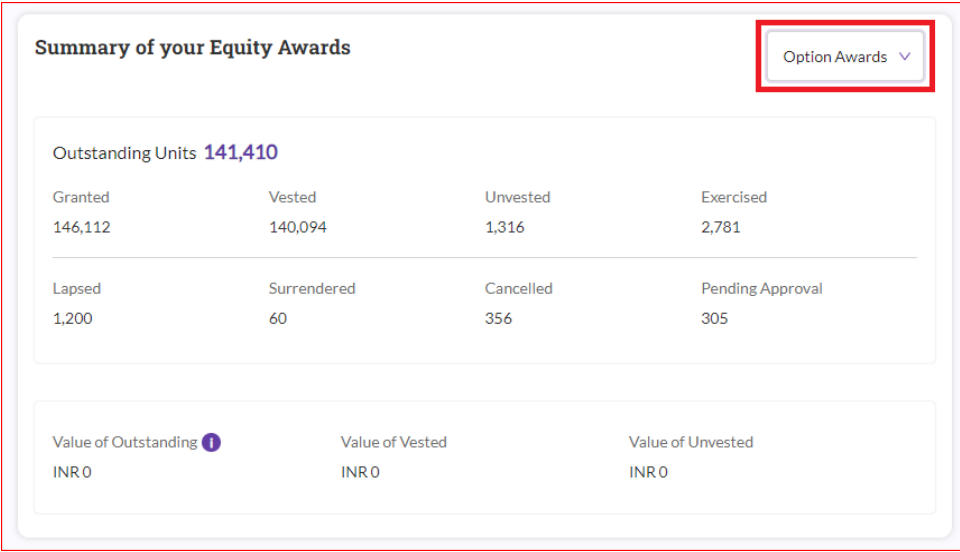 Summary of your Equity Awards
Option Awards
Outstanding Units 141,410
Granted Vested Unvested Exercised
146,112 140,094 1,316 2,781
Lapsed Surrendered Cancelled Pending Approval
1,200 60 356 305
Value of Outstanding i Value of Vested Value of Unvested
INR 0 INR 0 INR 0